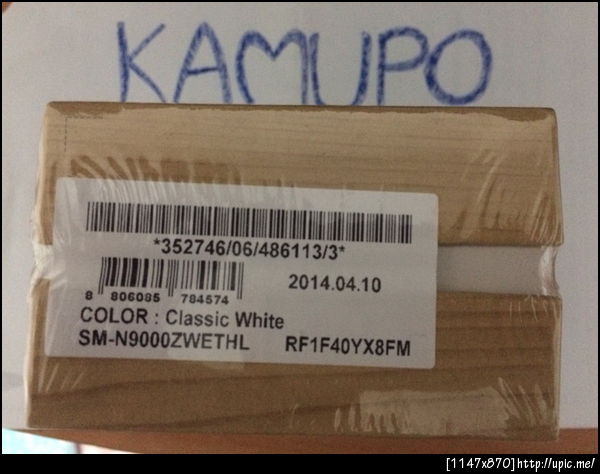 KAMUPO
*352746/06/486113/3*
8 806085 784574
2014.04.10
COLOR : Classic White
SM-N9000ZWETHL RF1F40YX8FM
[1147x870]http://upic.me/